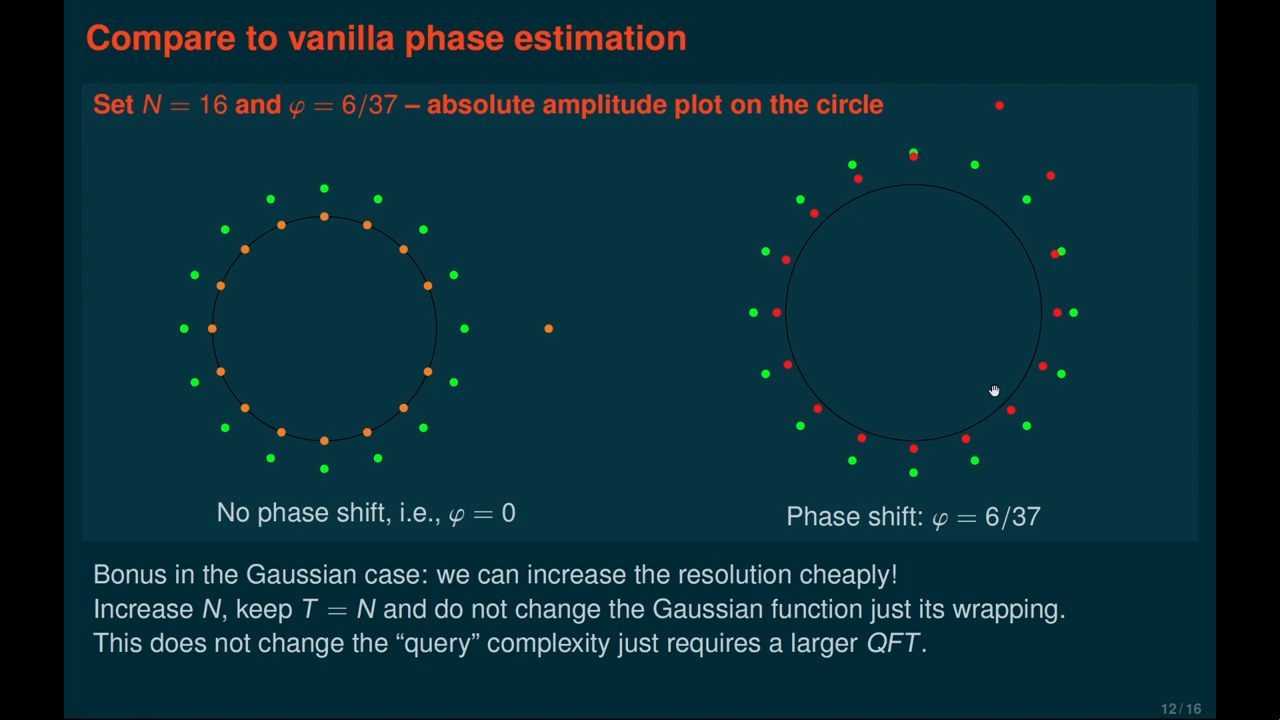 Compare to vanilla phase estimation
Set N = 16 and φ = 6/37 – absolute amplitude plot on the circle
No phase shift, i.e., φ = 0
Phase shift: φ = 6/37
Bonus in the Gaussian case: we can increase the resolution cheaply!
Increase N, keep T = N and do not change the Gaussian function just its wrapping.
This does not change the “query” complexity just requires a larger QFT.
12 / 16